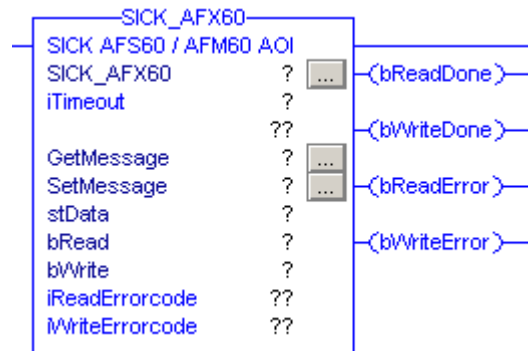 SICK_AFX60
SICK AFS60 / AFM60 AOI
SICK_AFX60 ? ... (bReadDone)
iTimeout ?
?? (bWriteDone)
GetMessage ? ...
SetMessage ? ... (bReadError)
stData ?
bRead ?
bWrite ? (bWriteError)
iReadErrorcode ??
iWriteErrorcode ??